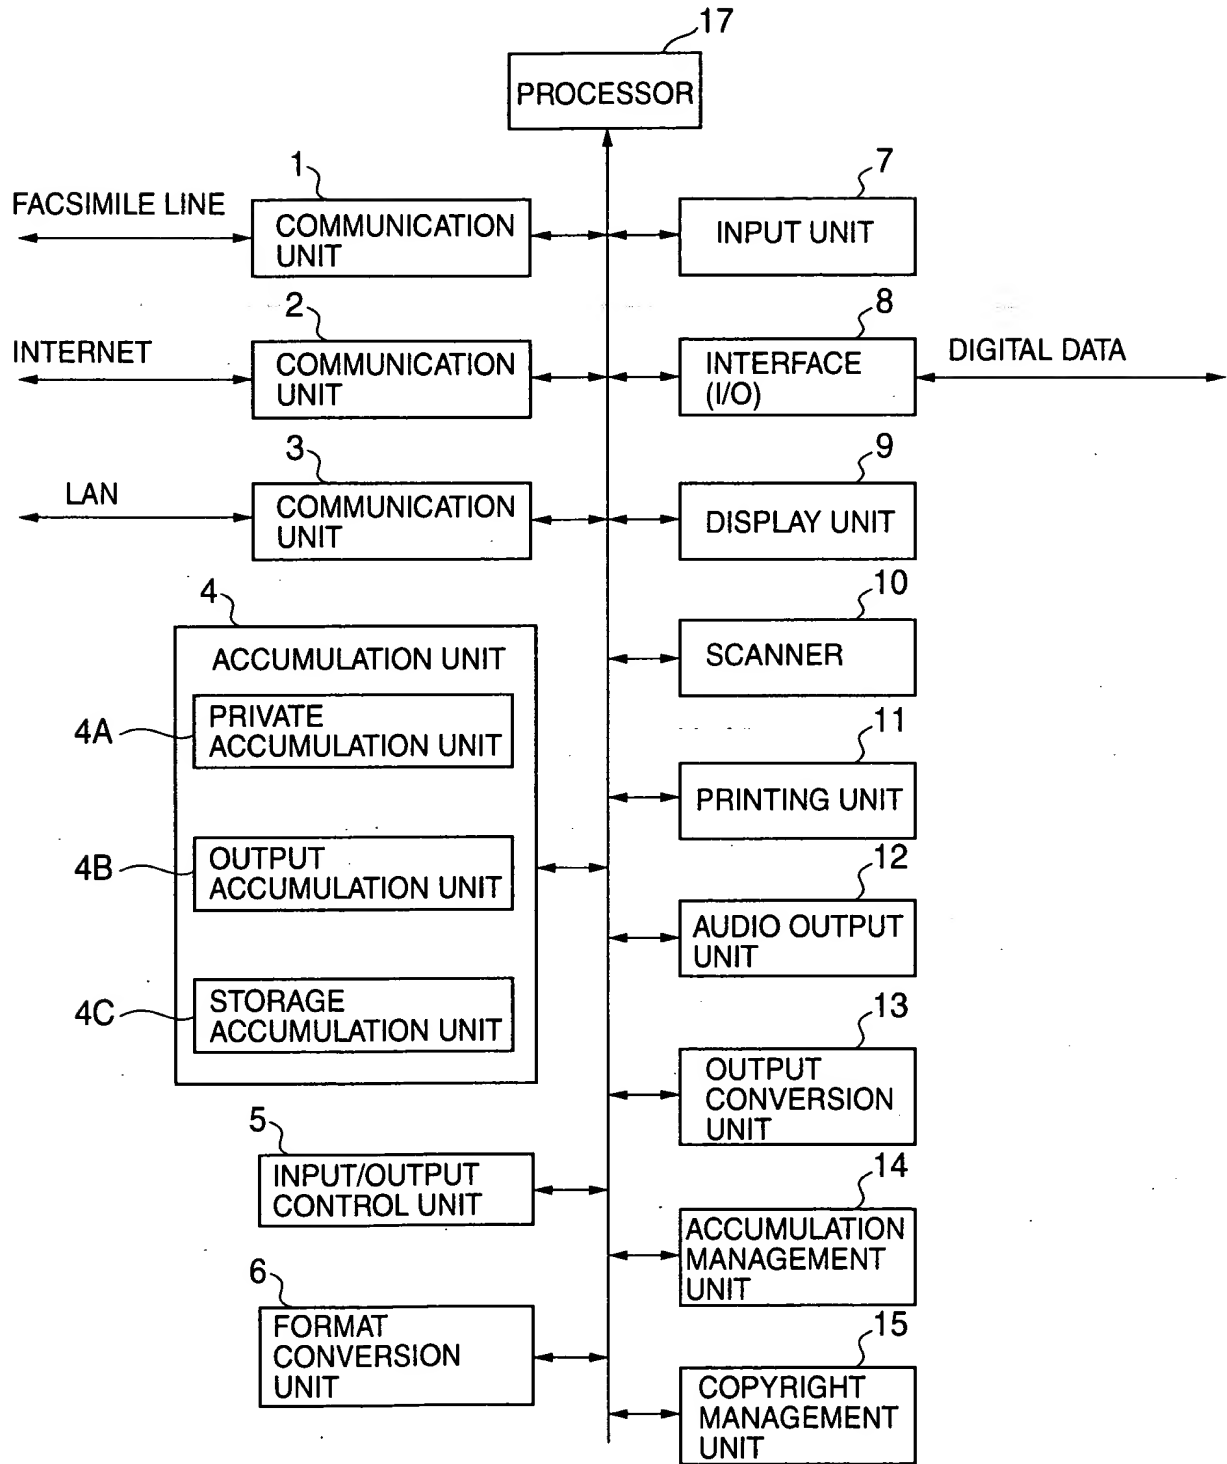 17
PROCESSOR
1
FACSIMILE LINE
COMMUNICATION
UNIT
7
INPUT UNIT
2
INTERNET
COMMUNICATION
UNIT
8
INTERFACE
(I/O)
DIGITAL DATA
3
LAN
COMMUNICATION
UNIT
9
DISPLAY UNIT
4
ACCUMULATION UNIT
4A
PRIVATE
ACCUMULATION UNIT
4B
OUTPUT
ACCUMULATION UNIT
4C
STORAGE
ACCUMULATION UNIT
10
SCANNER
11
PRINTING UNIT
12
AUDIO OUTPUT
UNIT
13
OUTPUT
CONVERSION
UNIT
5
INPUT/OUTPUT
CONTROL UNIT
14
ACCUMULATION
MANAGEMENT
UNIT
6
FORMAT
CONVERSION
UNIT
15
COPYRIGHT
MANAGEMENT
UNIT